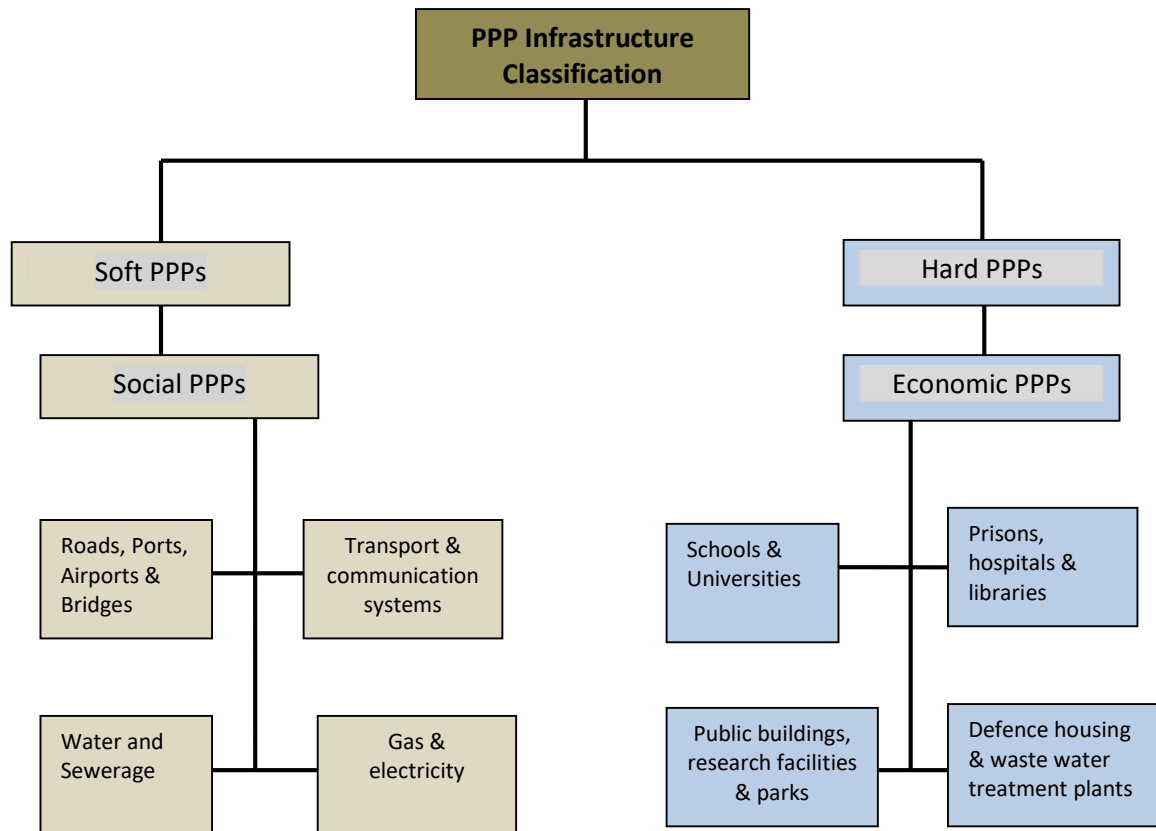 PPP Infrastructure
Classification
Soft PPPs
Hard PPPs
Social PPPs
Economic PPPs
Roads, Ports,
Airports &
Bridges
Transport &
communication
systems
Schools &
Universities
Prisons,
hospitals &
libraries
Water and
Sewerage
Gas &
electricity
Public buildings,
research facilities
& parks
Defence housing
& waste water
treatment plants